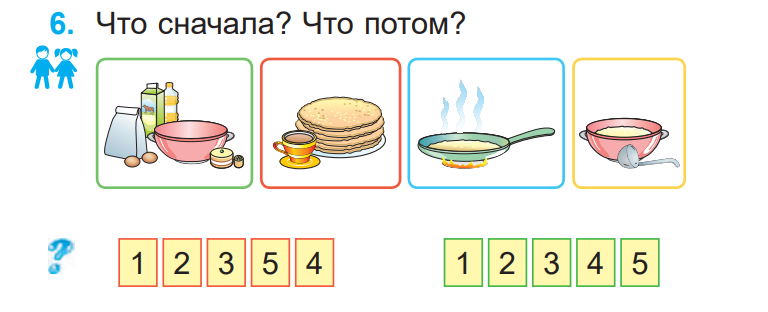 6. Что сначала? Что потом?
? 1 2 3 5 4 1 2 3 4 5